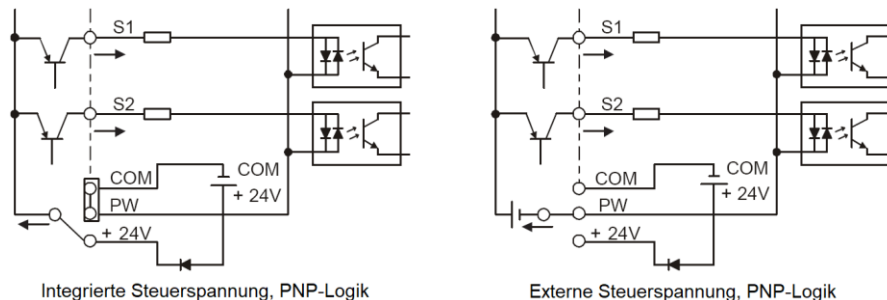 S1
S2
COM
COM
+ 24V
PW
+ 24V
Integrierte Steuerspannung, PNP-Logik
S1
S2
COM
COM
+ 24V
PW
+ 24V
Externe Steuerspannung, PNP-Logik